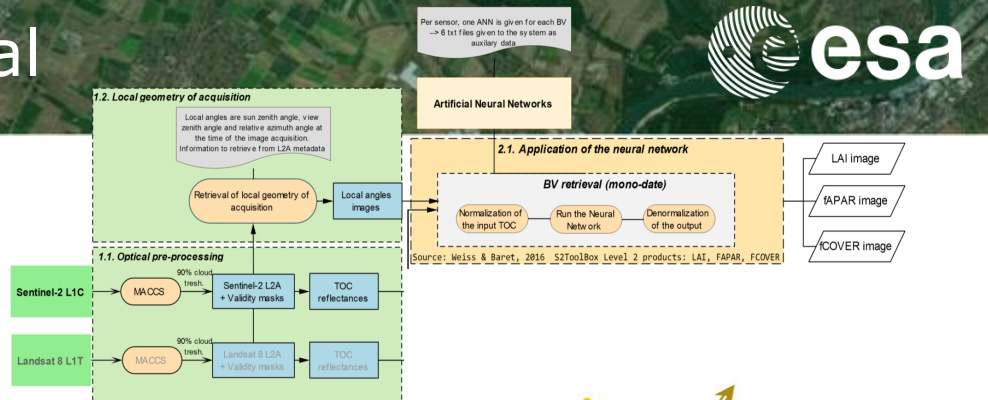 al
esa
Per sensor, one ANN is given for each BV
--> 6 txt files given to the system as
auxilary data
Artificial Neural Networks
1.2. Local geometry of acquisition
Local angles are sun zenith angle, view
zenith angle and relative azimuth angle at
the time of the image acquisition.
Information to retrieve from L2A metadata
Retrieval of local geometry of
acquisition
Local angles
images
2.1. Application of the neural network
BV retrieval (mono-date)
Normalization of
the input TOC
Run the Neural
Network
Denormalization
of the output
Source: Weiss & Baret, 2016 S2ToolBox Level 2 products: LAI, FAPAR, FCOVER
LAI image
fAPAR image
fCOVER image
1.1. Optical pre-processing
Sentinel-2 L1C
MACCS
90% cloud
tresh.
Sentinel-2 L2A
+ Validity masks
TOC
reflectances
Landsat 8 L1T
MACCS
90% cloud
tresh.
Landsat 8 L2A
+ Validity masks
TOC
reflectances